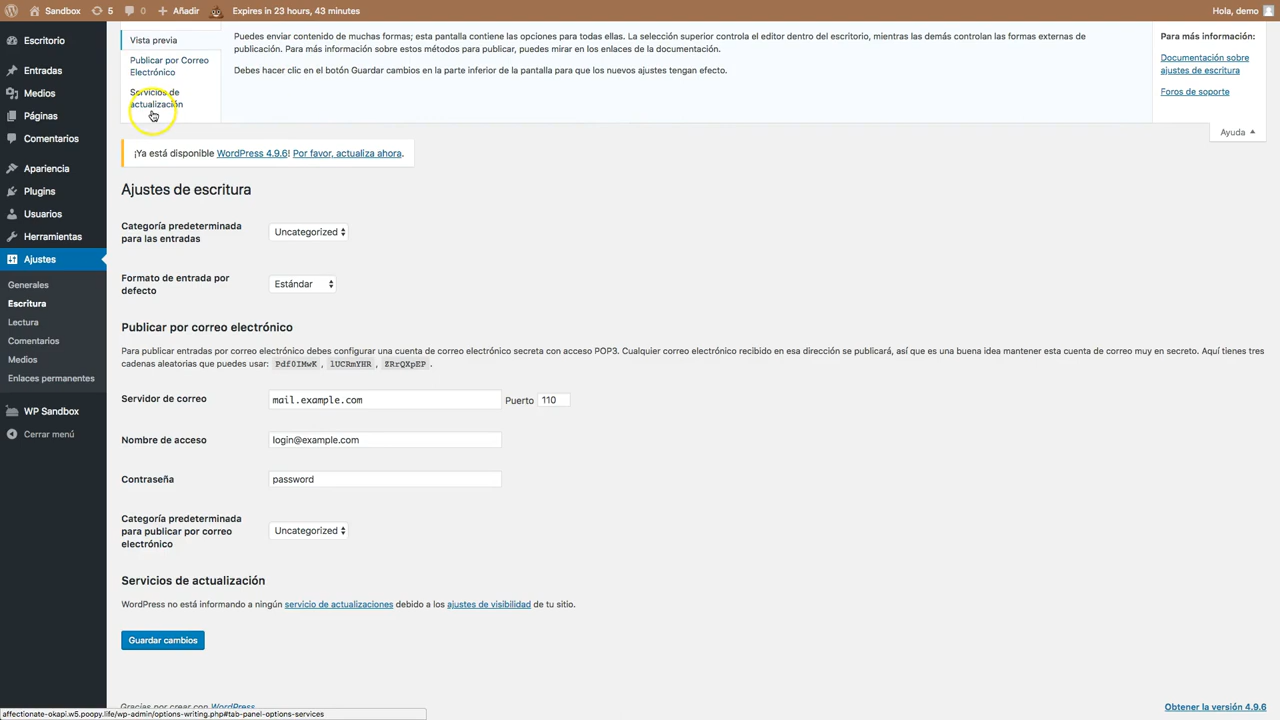 Sandbox 5 0 Añadir Expires in 23 hours, 43 minutes Hola, demo
Escritorio
Entradas
Medios
Páginas
Comentarios
Apariencia
Plugins
Usuarios
Herramientas
Ajustes
Generales
Escritura
Lectura
Comentarios
Medios
Enlaces permanentes
WP Sandbox
Cerrar menú
Vista previa
Publicar por Correo
Electrónico
Servicios de
actualización
Puedes enviar contenido de muchas formas; esta pantalla contiene las opciones para todas ellas. La selección superior controla el editor dentro del escritorio, mientras las demás controlan las formas externas de
publicación. Para más información sobre estos métodos para publicar, puedes mirar en los enlaces de la documentación.
Debes hacer clic en el botón Guardar cambios en la parte inferior de la pantalla para que los nuevos ajustes tengan efecto.
Para más información:
Documentación sobre
ajustes de escritura
Foros de soporte
Ayuda
¡Ya está disponible WordPress 4.9.6! Por favor, actualiza ahora.
Ajustes de escritura
Categoría predeterminada
para las entradas
Uncategorized
Formato de entrada por
defecto
Estándar
Publicar por correo electrónico
Para publicar entradas por correo electrónico debes configurar una cuenta de correo electrónico secreta con acceso POP3. Cualquier correo electrónico recibido en esa dirección se publicará, así que es una buena idea mantener esta cuenta de correo muy en secreto. Aquí tienes tres
cadenas aleatorias que puedes usar: Pdf0IMwK , lUCRmYHR , ZRrQXpEP .
Servidor de correo mail.example.com Puerto 110
Nombre de acceso login@example.com
Contraseña password
Categoría predeterminada
para publicar por correo
electrónico
Uncategorized
Servicios de actualización
WordPress no está informando a ningún servicio de actualizaciones debido a los ajustes de visibilidad de tu sitio.
Guardar cambios
Gracias por crear con WordPress
Obtener la versión 4.9.6
affectionate-okapi.w5.poopy.life/wp-admin/options-writing.php#tab-panel-options-services